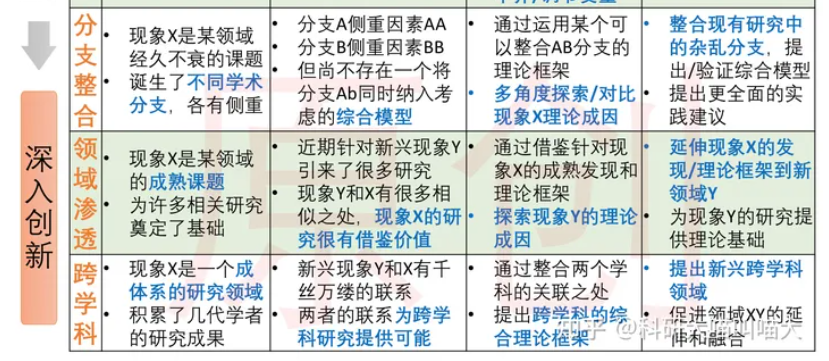 分支整合
• 现象X是某领域
经久不衰的课题
• 诞生了不同学术
分支，各有侧重
• 分支A侧重因素AA
• 分支B侧重因素BB
• 但尚不存在一个将
分支Ab同时纳入考
虑的综合模型
• 通过运用某个可
以整合AB分支的
理论框架
• 多角度探索/对比
现象X理论成因
• 整合现有研究中
的杂乱分支，提
出/验证综合模型
• 提出更全面的实
践建议
深入创新
领域渗透
• 现象X是某领域
的成熟课题
• 为许多相关研究
奠定了基础
• 近期针对新兴现象Y
引来了很多研究
• 现象Y和X有很多相
似之处，现象X的研
究很有借鉴价值
• 通过借鉴针对现
象X的成熟发现和
理论框架
• 探索现象Y的理论
成因
• 延伸现象X的发
现/理论框架到新
领域Y
• 为现象Y的研究提
供理论基础
跨学科
• 现象X是一个成
体系的研究领域
• 积累了几代学者
的研究成果
• 新兴现象Y和X有千
丝万缕的联系
• 两者的联系为跨学
科研究提供可能
• 通过整合两个学
科的关联之处
• 提出跨学科的综
合理论框架
• 提出新兴跨学科
领域
• 促进领域XY的延
伸和融合
原创
知乎 @科研大喵叫喵大